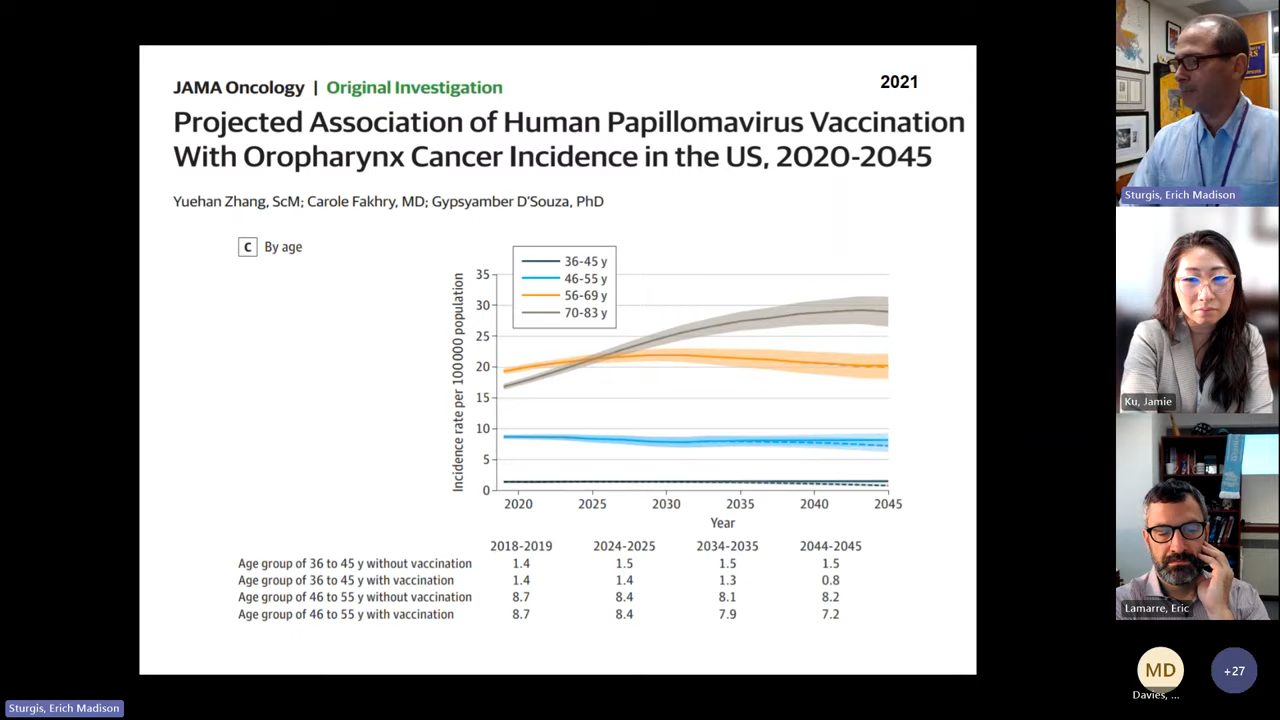 JAMA Oncology | Original Investigation
2021
Projected Association of Human Papillomavirus Vaccination
With Oropharynx Cancer Incidence in the US, 2020-2045
Yuehan Zhang, ScM; Carole Fakhry, MD; Gypsyamber D'Souza, PhD
C By age
36-45 y
46-55 y
56-69 y
70-83 y
Incidence rate per 100 000 population
35
30
25
20
15
10
5
0
2020 2025 2030 2035 2040 2045
Year
2018-2019 2024-2025 2034-2035 2044-2045
Age group of 36 to 45 y without vaccination 1.4 1.5 1.5 1.5
Age group of 36 to 45 y with vaccination 1.4 1.4 1.3 0.8
Age group of 46 to 55 y without vaccination 8.7 8.4 8.1 8.2
Age group of 46 to 55 y with vaccination 8.7 8.4 7.9 7.2
Sturgis, Erich Madison
Ku, Jamie
Lamarre, Eric
MD
Davies, ...
+27
Sturgis, Erich Madison